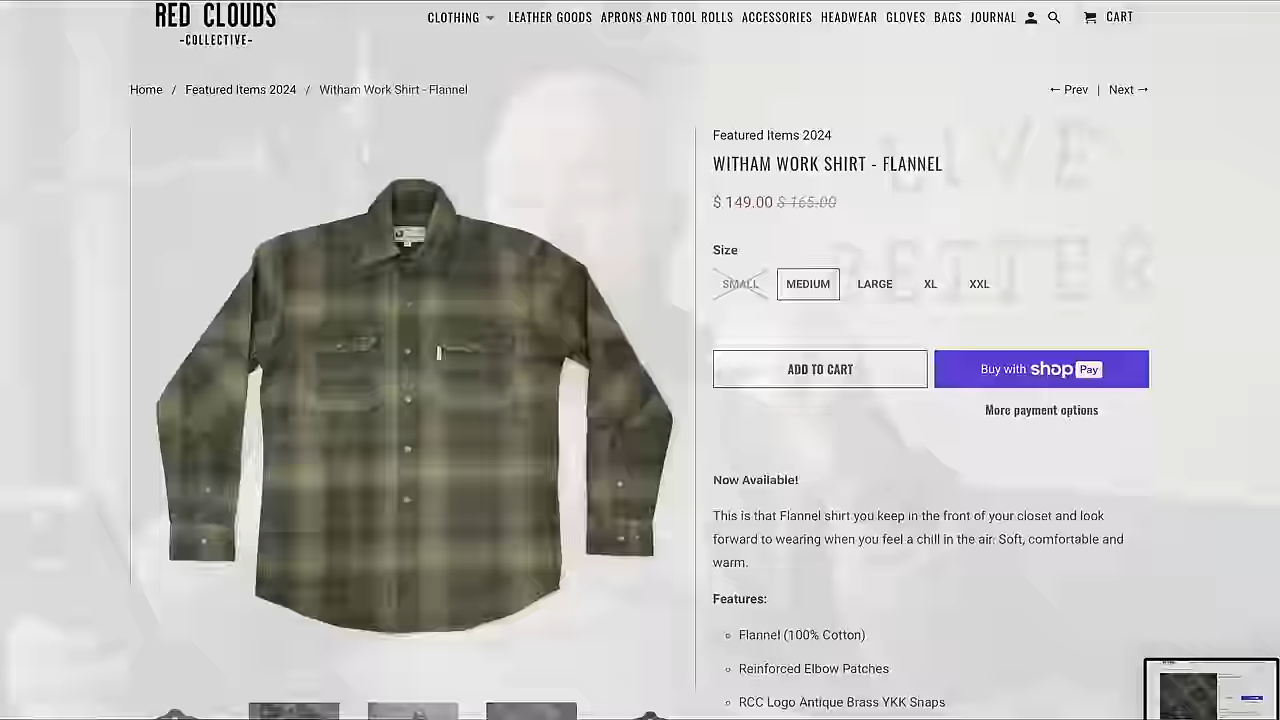 RED CLOUDS
-COLLECTIVE-
CLOTHING LEATHER GOODS APRONS AND TOOL ROLLS ACCESSORIES HEADWEAR GLOVES BAGS JOURNAL CART
Home / Featured Items 2024 / Witham Work Shirt - Flannel
← Prev | Next →
Featured Items 2024
WITHAM WORK SHIRT - FLANNEL
$ 149.00 $ 165.00
Size
SMALL MEDIUM LARGE XL XXL
ADD TO CART
Buy with shop Pay
More payment options
Now Available!
This is that Flannel shirt you keep in the front of your closet and look
forward to wearing when you feel a chill in the air. Soft, comfortable and
warm.
Features:
Flannel (100% Cotton)
Reinforced Elbow Patches
RCC Logo Antique Brass YKK Snaps